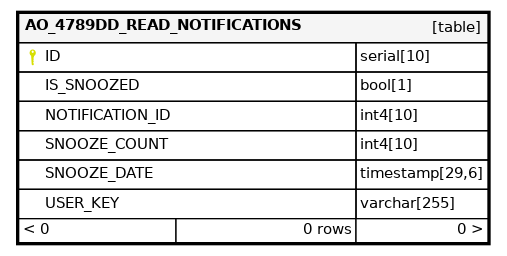 AO_4789DD_READ_NOTIFICATIONS [table]
ID serial[10]
IS_SNOOZED bool[1]
NOTIFICATION_ID int4[10]
SNOOZE_COUNT int4[10]
SNOOZE_DATE timestamp[29,6]
USER_KEY varchar[255]
< 0 0 rows 0 >